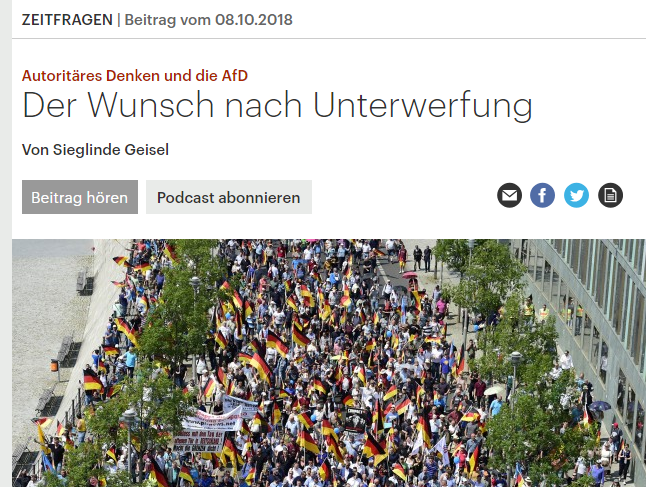 ZEITFRAGEN | Beitrag vom 08.10.2018
Autoritäres Denken und die AfD
Der Wunsch nach Unterwerfung
Von Sieglinde Geisel
Beitrag hören
Podcast abonnieren